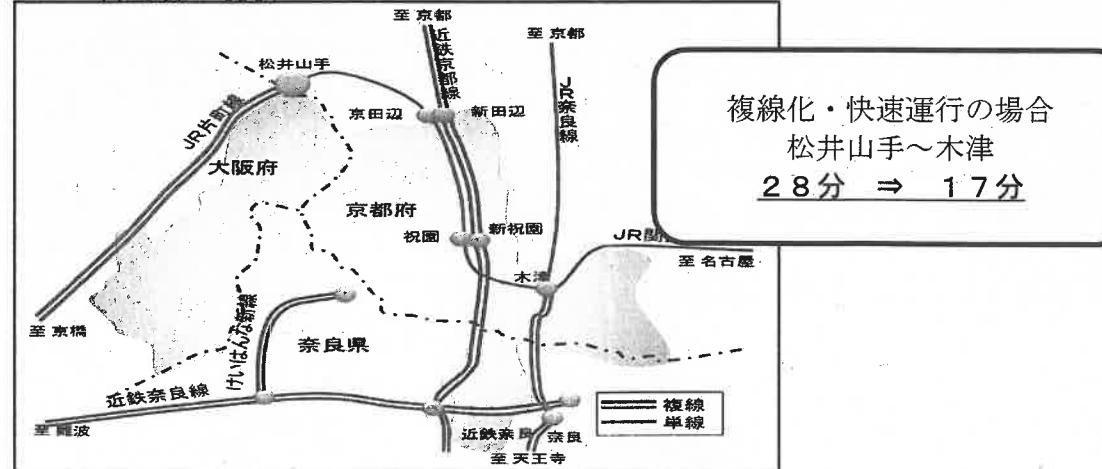 至 京都
至 京都
近鉄京都線
JR奈良線
松井山手
京田辺
新田辺
JR片町線
大阪府
京都府
祝園
新祝園
木津
JR関
至 名古屋
至 京橋
けいはんな新線
奈良県
近鉄奈良線
至 難波
近鉄奈良
奈良
至 天王寺
複線
単線
複線化・快速運行の場合
松井山手～木津
28分 ⇒ 17分